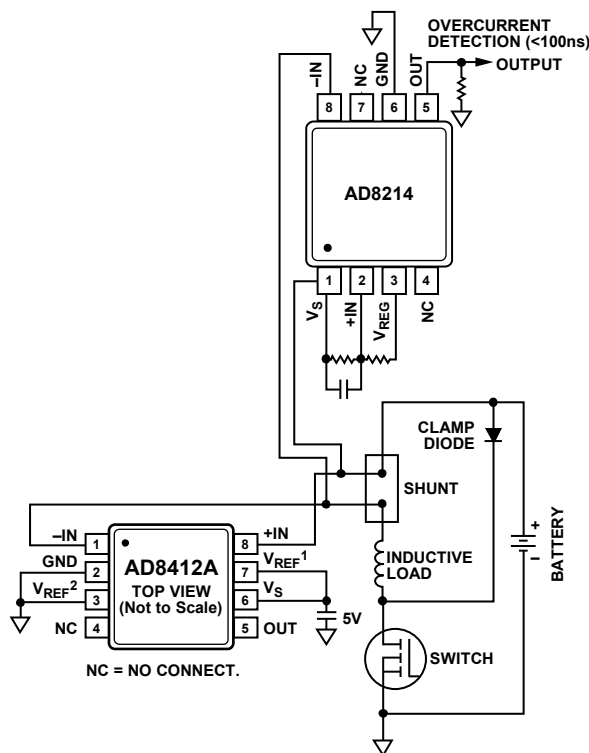 OVERCURRENT
DETECTION (<100ns)
OUTPUT
–IN
NC
GND
OUT
8
7
6
5
AD8214
1
2
3
4
VS
+IN
VREG
NC
CLAMP
DIODE
SHUNT
BATTERY
+
–
INDUCTIVE
LOAD
SWITCH
–IN
GND
VREF2
NC
1
2
3
4
AD8412A
TOP VIEW
(Not to Scale)
8
7
6
5
+IN
VREF1
VS
OUT
5V
NC = NO CONNECT.